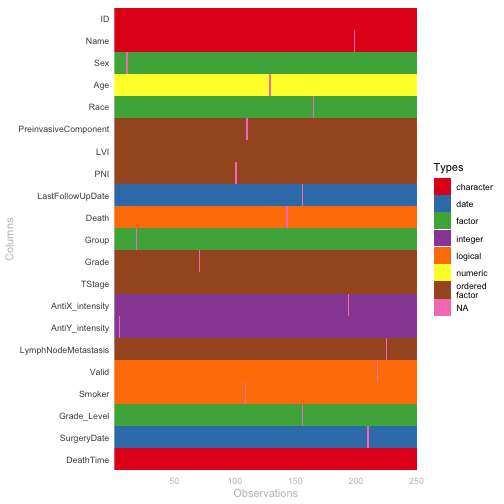 ID
Name
Sex
Age
Race
PreinvasiveComponent
LVI
PNI
LastFollowUpDate
Death
Group
Grade
TStage
AntiX_intensity
AntiY_intensity
LymphNodeMetastasis
Valid
Smoker
Grade_Level
SurgeryDate
DeathTime
Columns
50 100 150 200 250
Observations
Types
character
date
factor
integer
logical
numeric
ordered
factor
NA